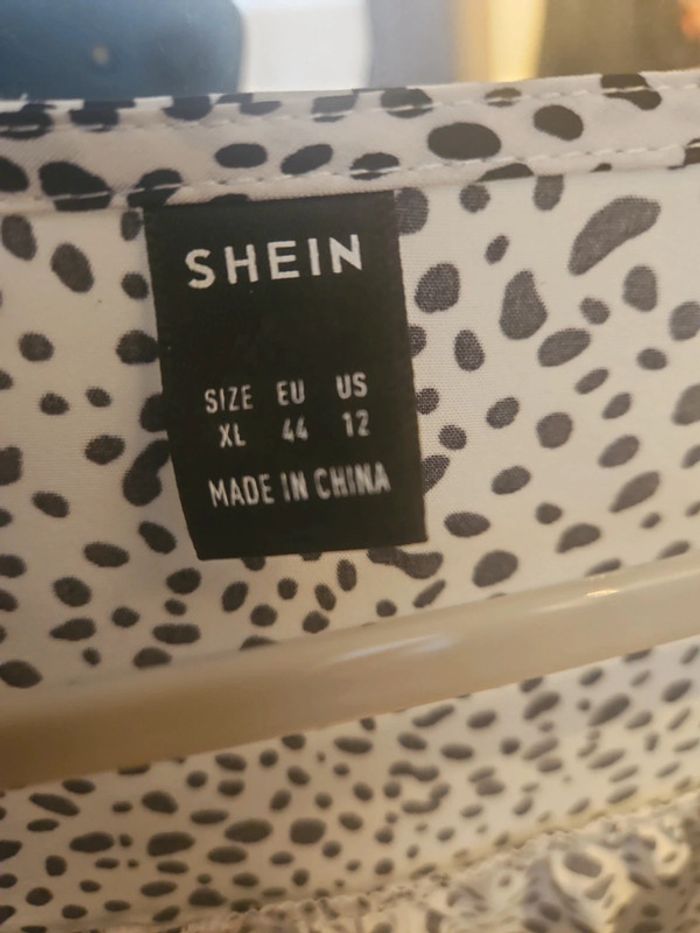 SHEIN
SIZE EU US
XL 44 12
MADE IN CHINA